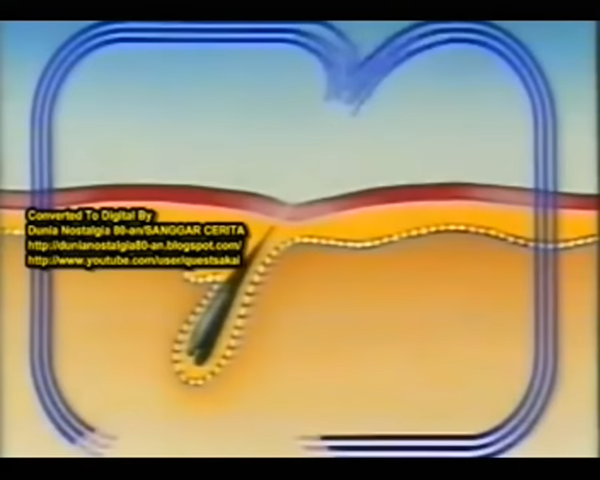 Converted To Digital By
Dunia Nostalgia 80-an/SANGGAR CERITA
http://dunianostalgia80-an.blogspot.com/
http://www.youtube.com/user/questsakai